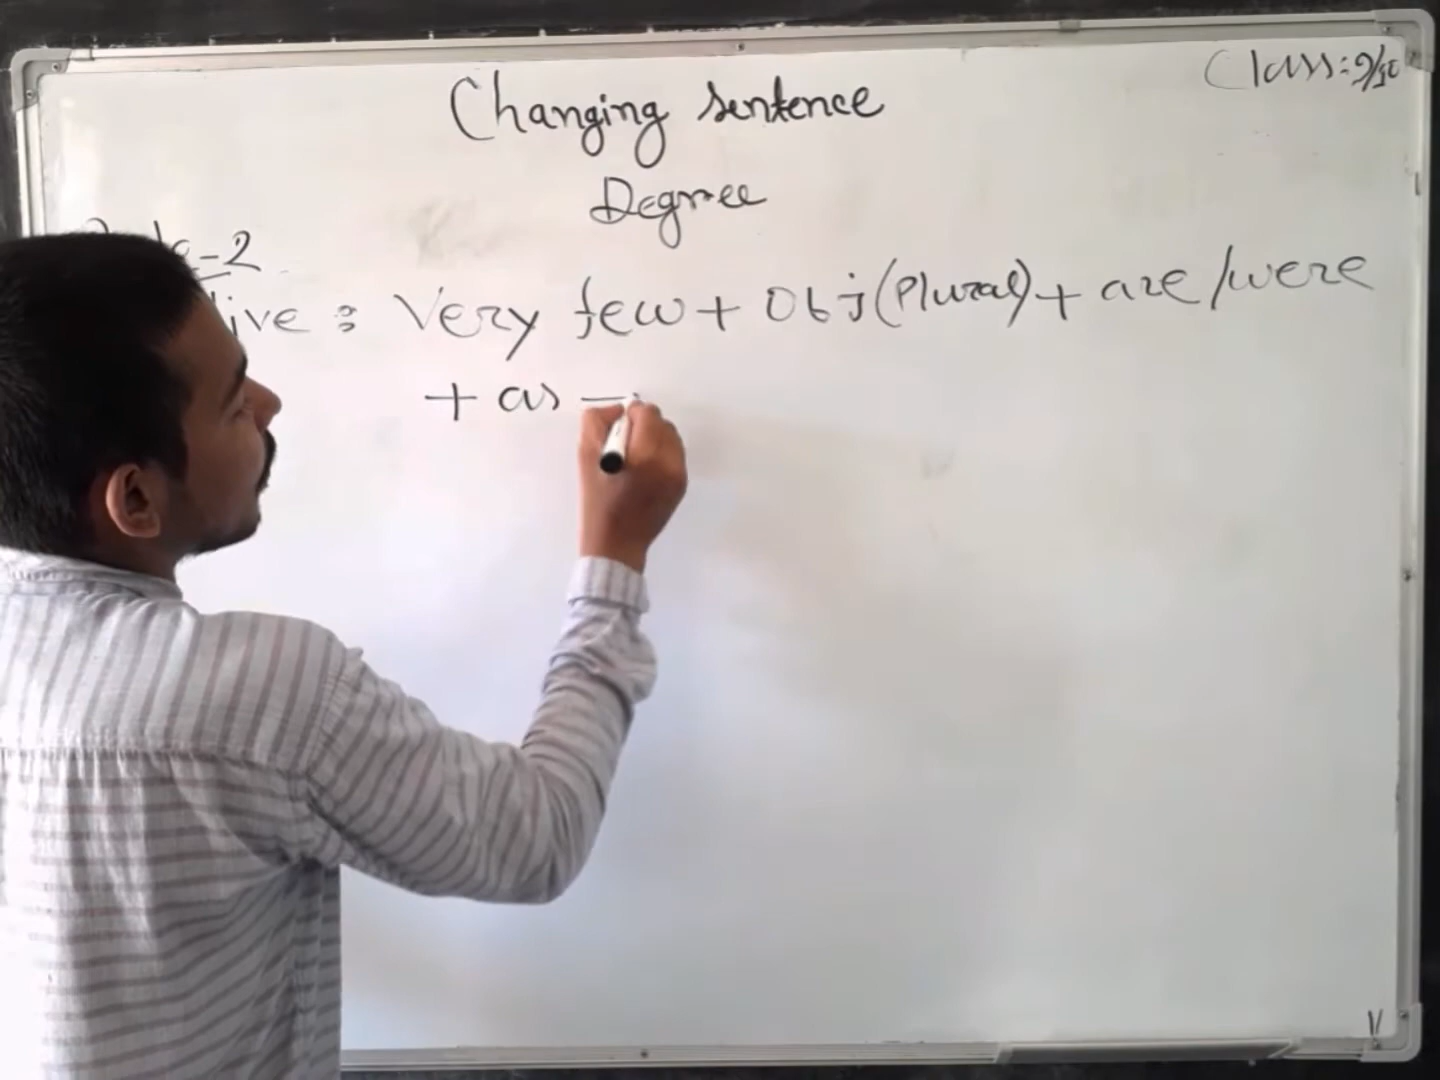 Class: 9/10
Changing sentence
Degree
-2
ive : Very few + Obj (Plural) + are / were
+ as —